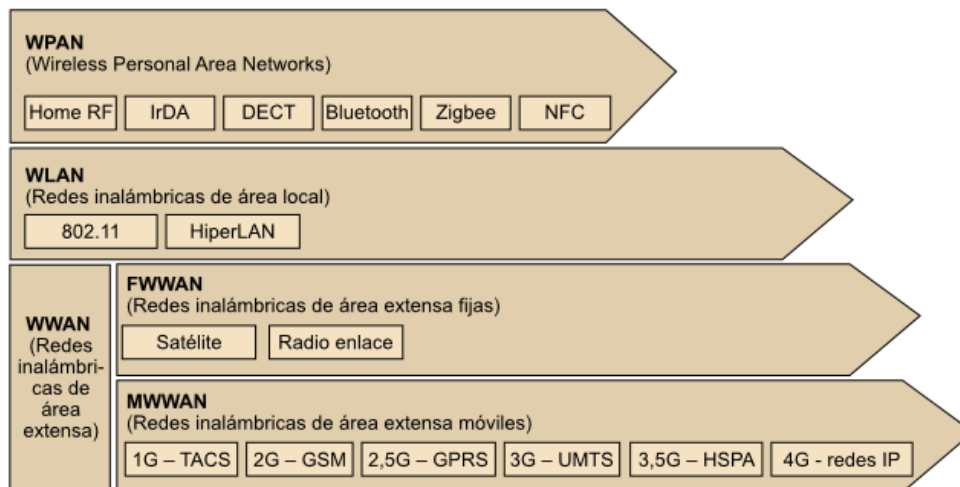 WPAN
(Wireless Personal Area Networks)
Home RF IrDA DECT Bluetooth Zigbee NFC
WLAN
(Redes inalámbricas de área local)
802.11 HiperLAN
WWAN
(Redes
inalámbri-
cas de
área
extensa)
FWWAN
(Redes inalámbricas de área extensa fijas)
Satélite Radio enlace
MWWAN
(Redes inalámbricas de área extensa móviles)
1G – TACS 2G – GSM 2,5G – GPRS 3G – UMTS 3,5G – HSPA 4G - redes IP